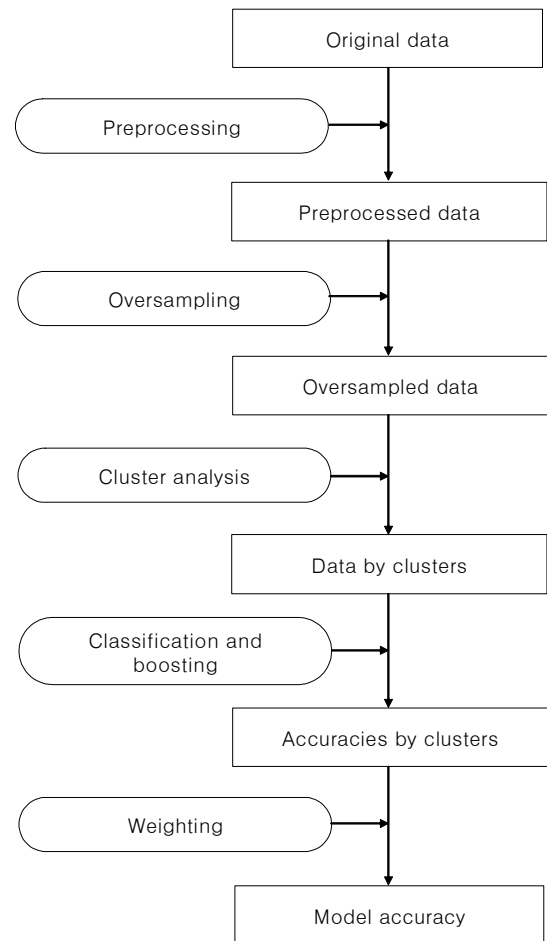 Original data
Preprocessing
Preprocessed data
Oversampling
Oversampled data
Cluster analysis
Data by clusters
Classification and
boosting
Accuracies by clusters
Weighting
Model accuracy